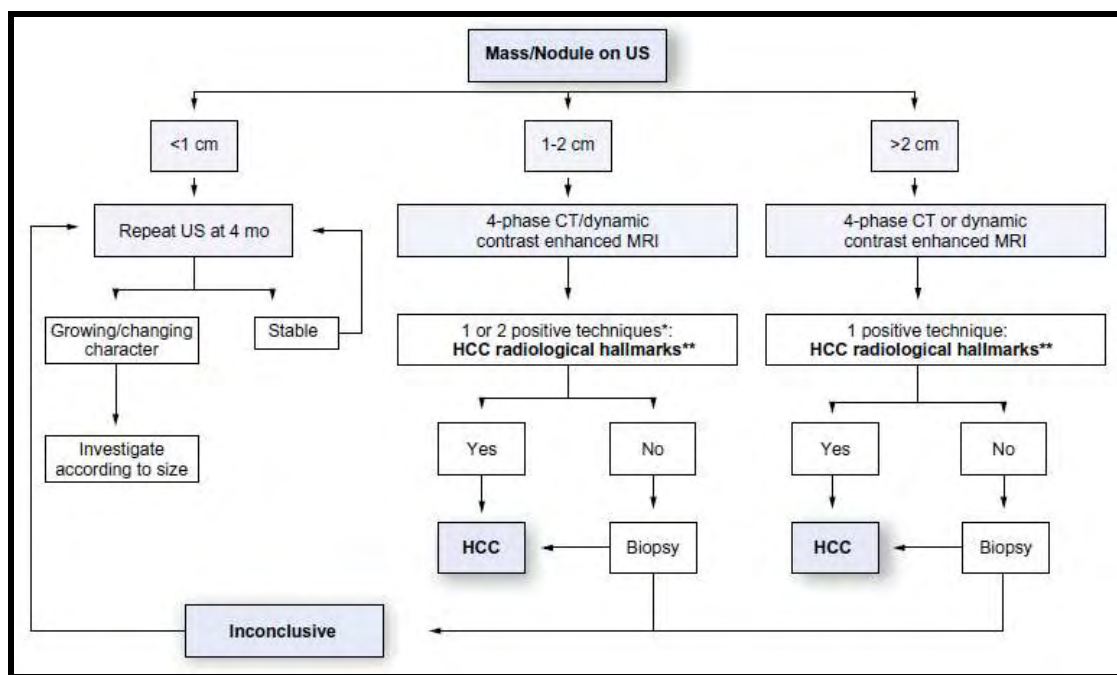 Mass/Nodule on US
<1 cm
1-2 cm
>2 cm
Repeat US at 4 mo
4-phase CT/dynamic
contrast enhanced MRI
4-phase CT or dynamic
contrast enhanced MRI
Growing/changing
character
Stable
1 or 2 positive techniques*:
HCC radiological hallmarks**
1 positive technique:
HCC radiological hallmarks**
Investigate
according to size
Yes
No
Yes
No
HCC
Biopsy
HCC
Biopsy
Inconclusive